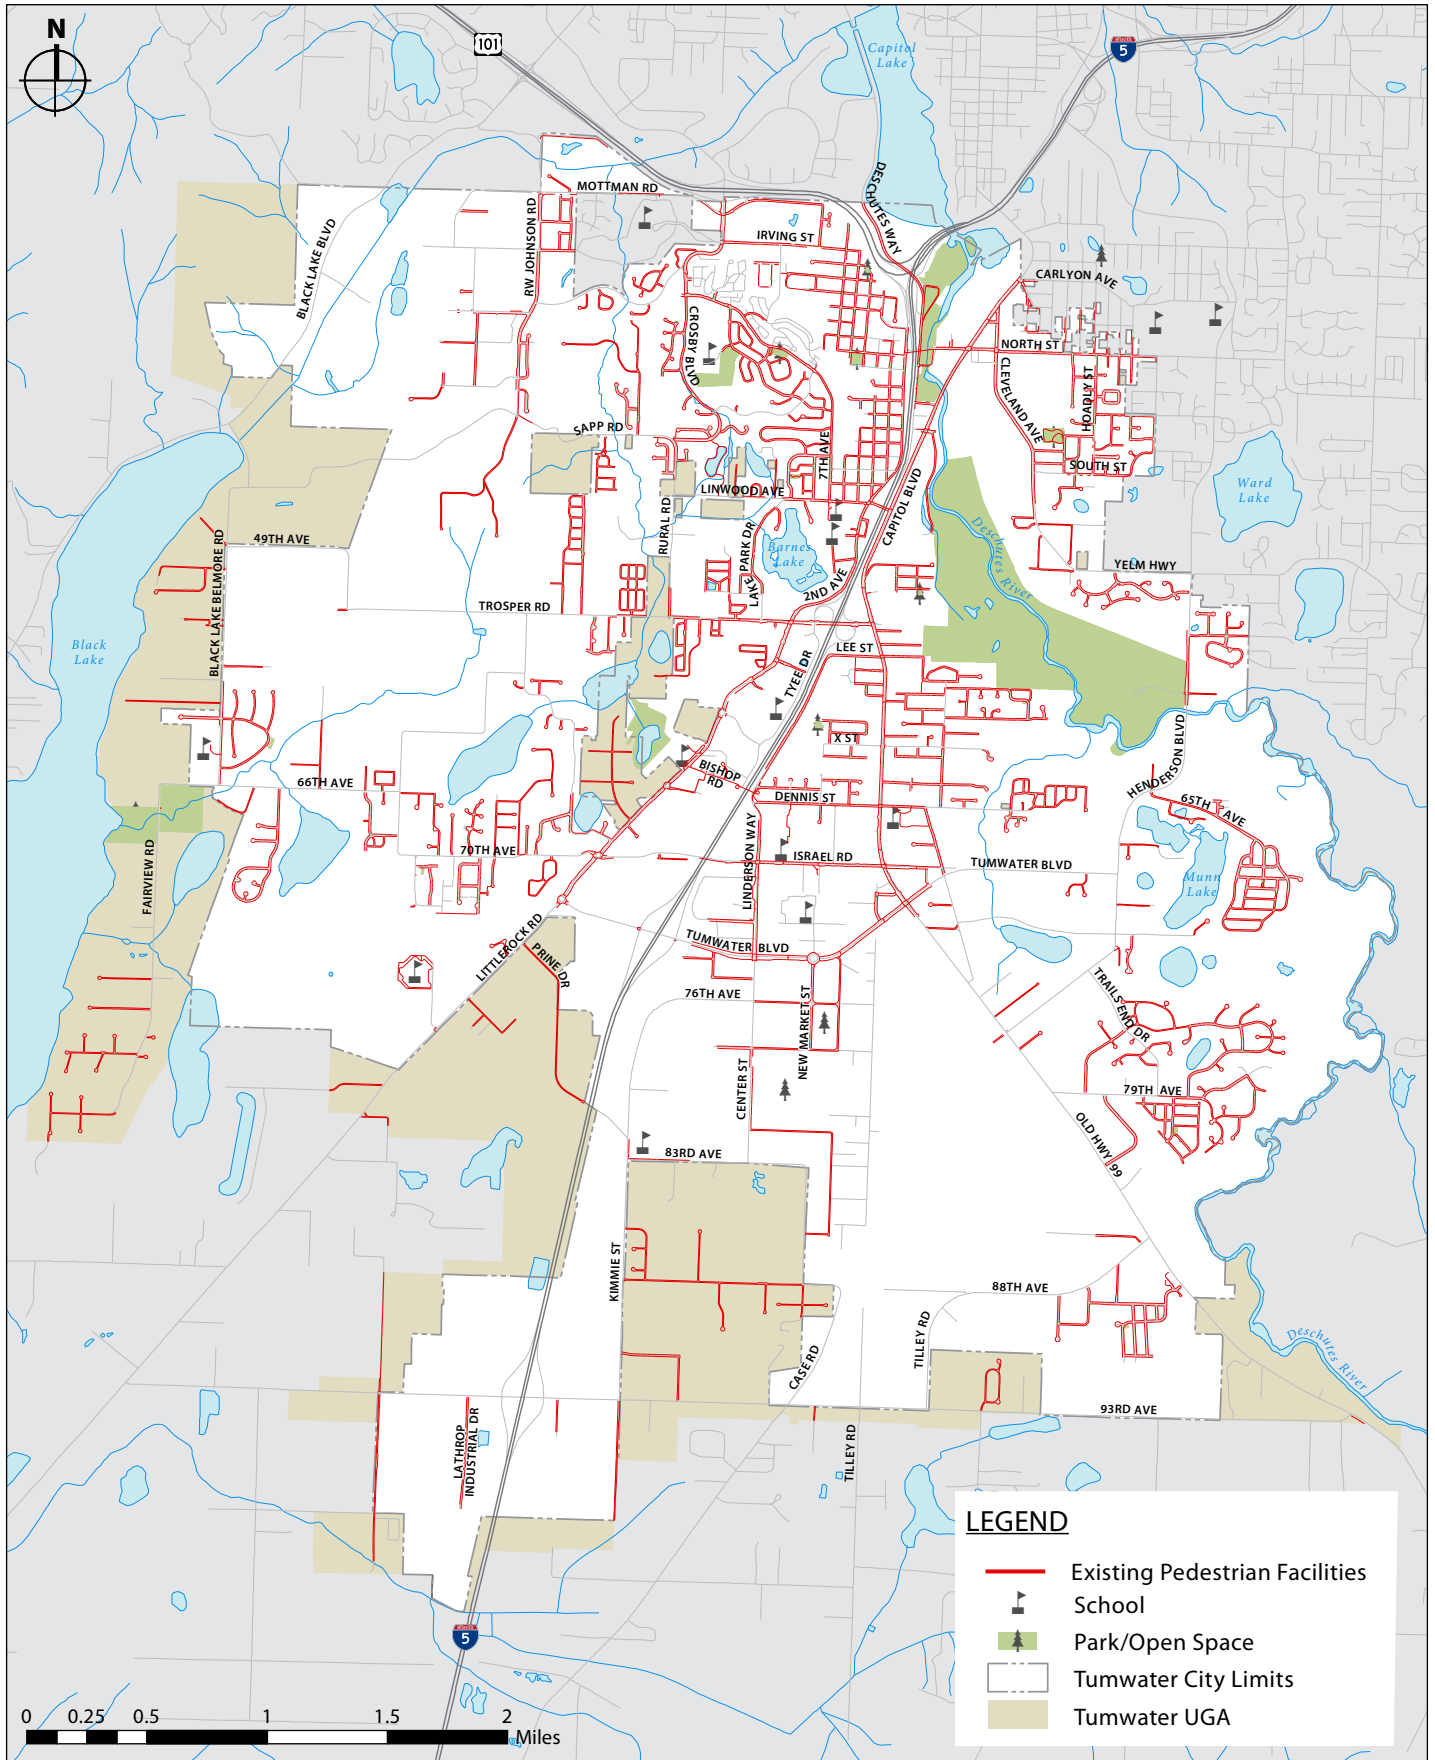 N
101
5
Capitol
Lake
DESCHUTES WAY
MOTTMAN RD
BLACK LAKE BLVD
RW JOHNSON RD
IRVING ST
CARLYON AVE
CROSBY BLVD
NORTH ST
CLEVELAND AVE
HOADLY ST
SAPP RD
7TH AVE
SOUTH ST
LINWOOD AVE
CAPITOL BLVD
Ward
Lake
RURAL RD
LAKE PARK DR
Barnes
Lake
Deschutes River
49TH AVE
BLACK LAKE BELMORE RD
YELM HWY
2ND AVE
TROSPER RD
Black
Lake
LEE ST
TYEE DR
X ST
HENDERSON BLVD
BISHOP
RD
66TH AVE
DENNIS ST
65TH AVE
FAIRVIEW RD
70TH AVE
LINDERSON WAY
ISRAEL RD
TUMWATER BLVD
Munn
Lake
LITTLEROCK RD
PRINE DR
TUMWATER BLVD
76TH AVE
NEW MARKET ST
TRAILS END DR
CENTER ST
79TH AVE
OLD HWY 99
83RD AVE
KIMMIE ST
88TH AVE
TILLEY RD
CASE RD
Deschutes River
93RD AVE
LATHROP
INDUSTRIAL DR
TILLEY RD
5
LEGEND
Existing Pedestrian Facilities
School
Park/Open Space
Tumwater City Limits
Tumwater UGA
0 0.25 0.5 1 1.5 2
Miles